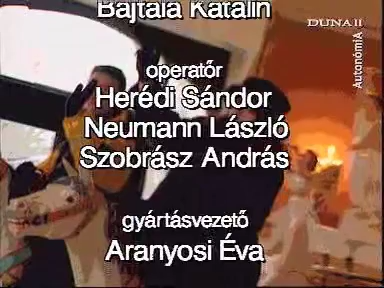 Bajtala Katalin
DUNA II
Autonómia
operatőr
Herédi Sándor
Neumann László
Szobrász András
gyártásvezető
Aranyosi Éva